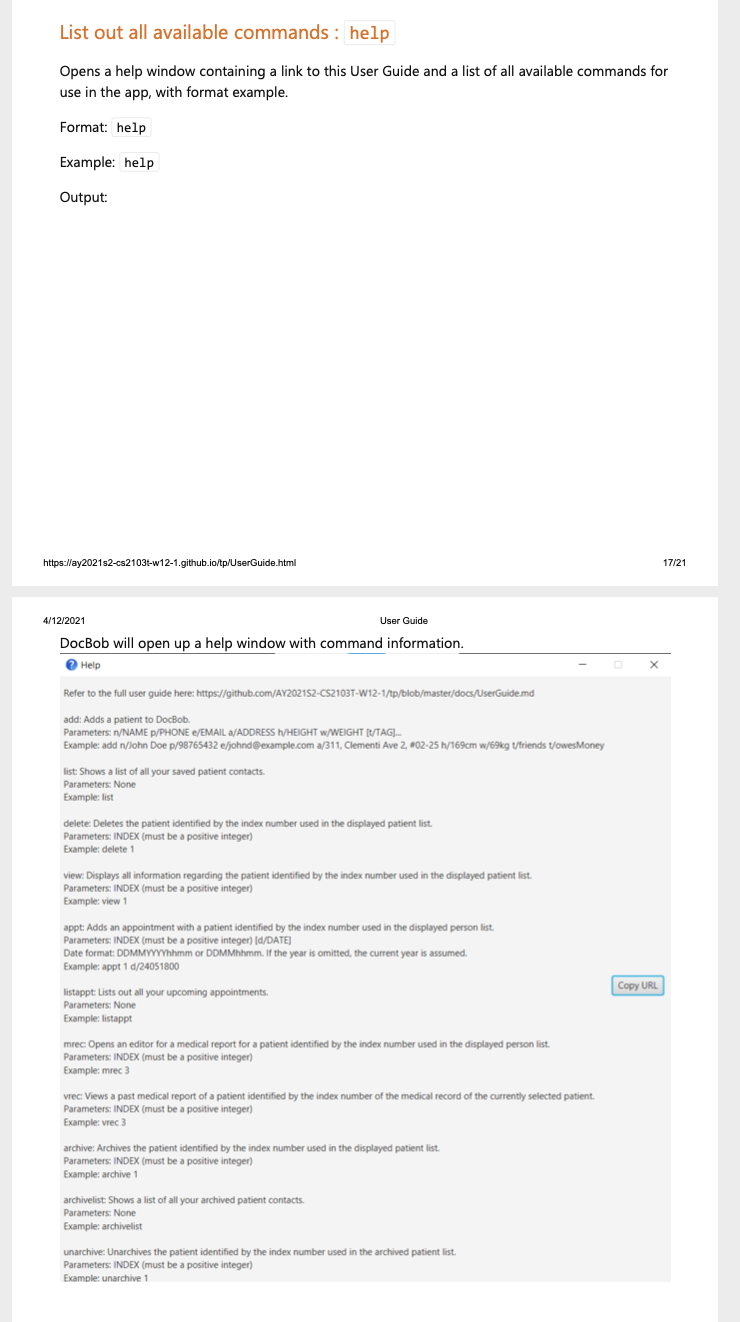 List out all available commands : help
Opens a help window containing a link to this User Guide and a list of all available commands for
use in the app, with format example.
Format: help
Example: help
Output:
https://ay2021s2-cs2103t-w12-1.github.io/tp/UserGuide.html 17/21
4/12/2021 User Guide
DocBob will open up a help window with command information.
Help
Refer to the full user guide here: https://github.com/AY2021S2-CS2103T-W12-1/tp/blob/master/docs/UserGuide.md
add: Adds a patient to DocBob.
Parameters: n/NAME p/PHONE e/EMAIL a/ADDRESS h/HEIGHT w/WEIGHT [t/TAG]...
Example: add n/John Doe p/98765432 e/johnd@example.com a/311, Clementi Ave 2, #02-25 h/169cm w/69kg t/friends t/owesMoney
list: Shows a list of all your saved patient contacts.
Parameters: None
Example: list
delete: Deletes the patient identified by the index number used in the displayed patient list.
Parameters: INDEX (must be a positive integer)
Example: delete 1
view: Displays all information regarding the patient identified by the index number used in the displayed patient list.
Parameters: INDEX (must be a positive integer)
Example: view 1
appt: Adds an appointment with a patient identified by the index number used in the displayed person list.
Parameters: INDEX (must be a positive integer) [d/DATE]
Date format: DDMMYYYYhhmm or DDMMhhmm. If the year is omitted, the current year is assumed.
Example: appt 1 d/24051800
Copy URL
listappt: Lists out all your upcoming appointments.
Parameters: None
Example: listappt
mrec: Opens an editor for a medical report for a patient identified by the index number used in the displayed person list.
Parameters: INDEX (must be a positive integer)
Example: mrec 3
vrec: Views a past medical report of a patient identified by the index number of the medical record of the currently selected patient.
Parameters: INDEX (must be a positive integer)
Example: vrec 3
archive: Archives the patient identified by the index number used in the displayed patient list.
Parameters: INDEX (must be a positive integer)
Example: archive 1
archivelist: Shows a list of all your archived patient contacts.
Parameters: None
Example: archivelist
unarchive: Unarchives the patient identified by the index number used in the archived patient list.
Parameters: INDEX (must be a positive integer)
Example: unarchive 1